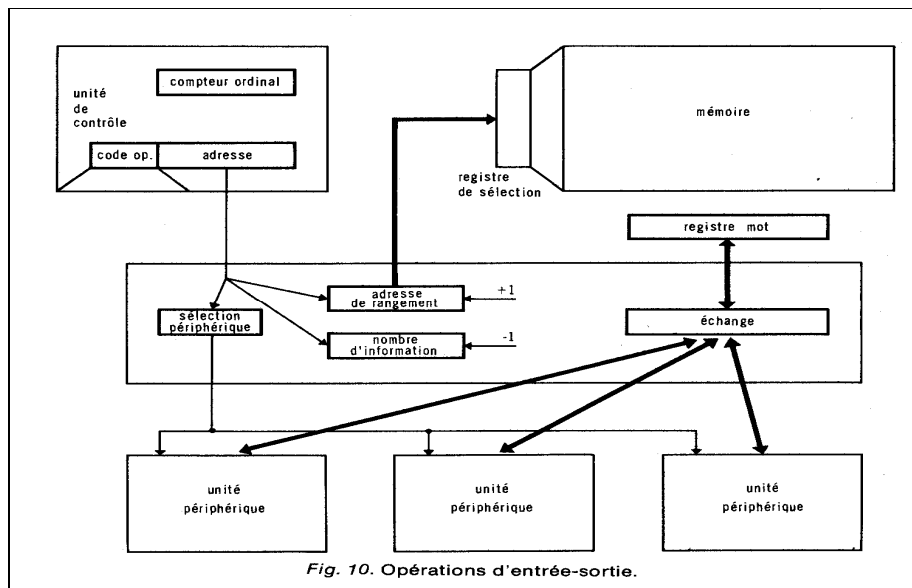 compteur ordinal
unité
de
contrôle
code op.
adresse
mémoire
registre
de sélection
registre mot
adresse
de rangement
+1
sélection
périphérique
nombre
d'information
-1
échange
unité
périphérique
unité
périphérique
unité
périphérique
Fig. 10. Opérations d'entrée-sortie.